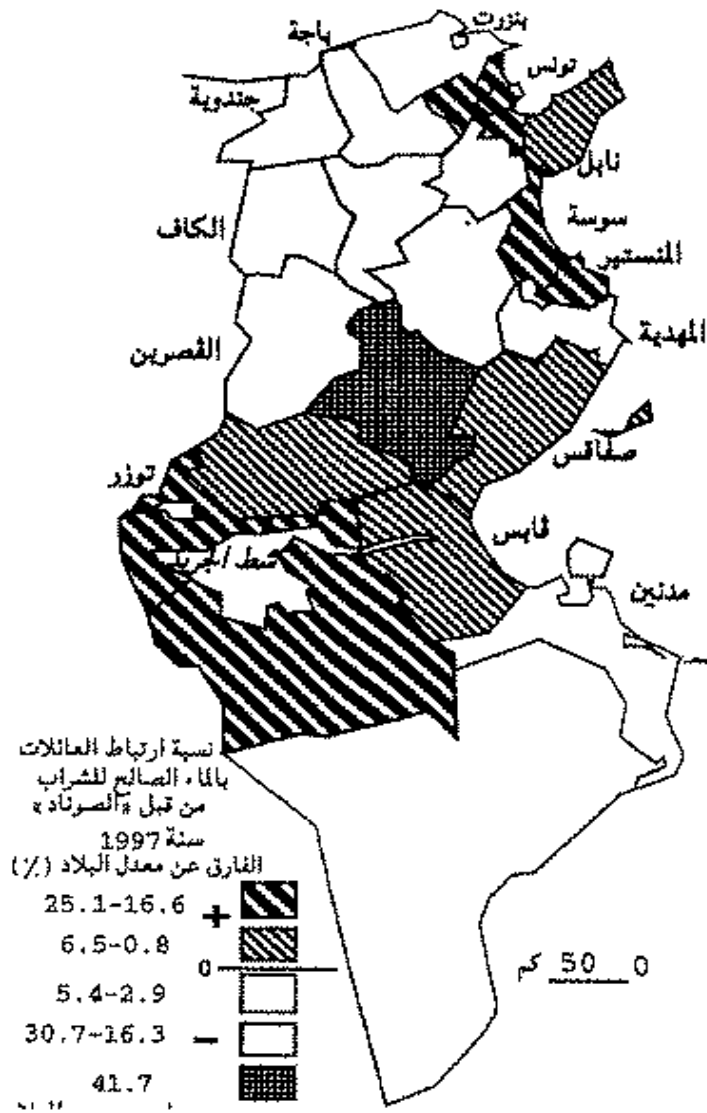 بنزرت
باجة
تونس
جندوبة
نابل
سوسة
الكاف
المنستير
المهدية
القصرين
صفاقس
توزر
قابس
شط الجريد
مدنين
نسبة ارتباط العائلات
بالماء الصالح للشراب
من قبل «الصوناد»
سنة 1997
الفارق عن معدل البلاد (٪)
25.1-16.6 +
6.5-0.8
0
5.4-2.9
30.7-16.3 −
41.7
كم 50 0